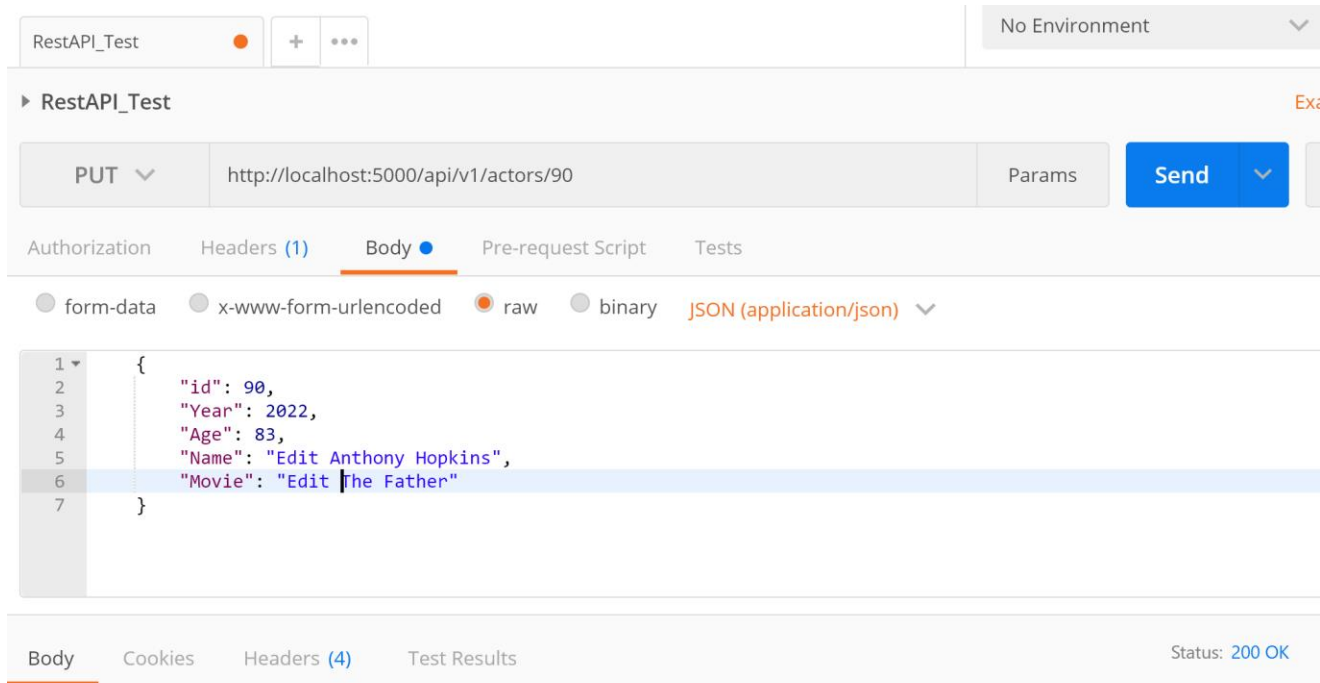 RestAPI_Test + ••• No Environment
RestAPI_Test
PUT http://localhost:5000/api/v1/actors/90 Params Send
Authorization Headers (1) Body Pre-request Script Tests
form-data x-www-form-urlencoded raw binary JSON (application/json)
1 {
2 "id": 90,
3 "Year": 2022,
4 "Age": 83,
5 "Name": "Edit Anthony Hopkins",
6 "Movie": "Edit The Father"
7 }
Body Cookies Headers (4) Test Results Status: 200 OK